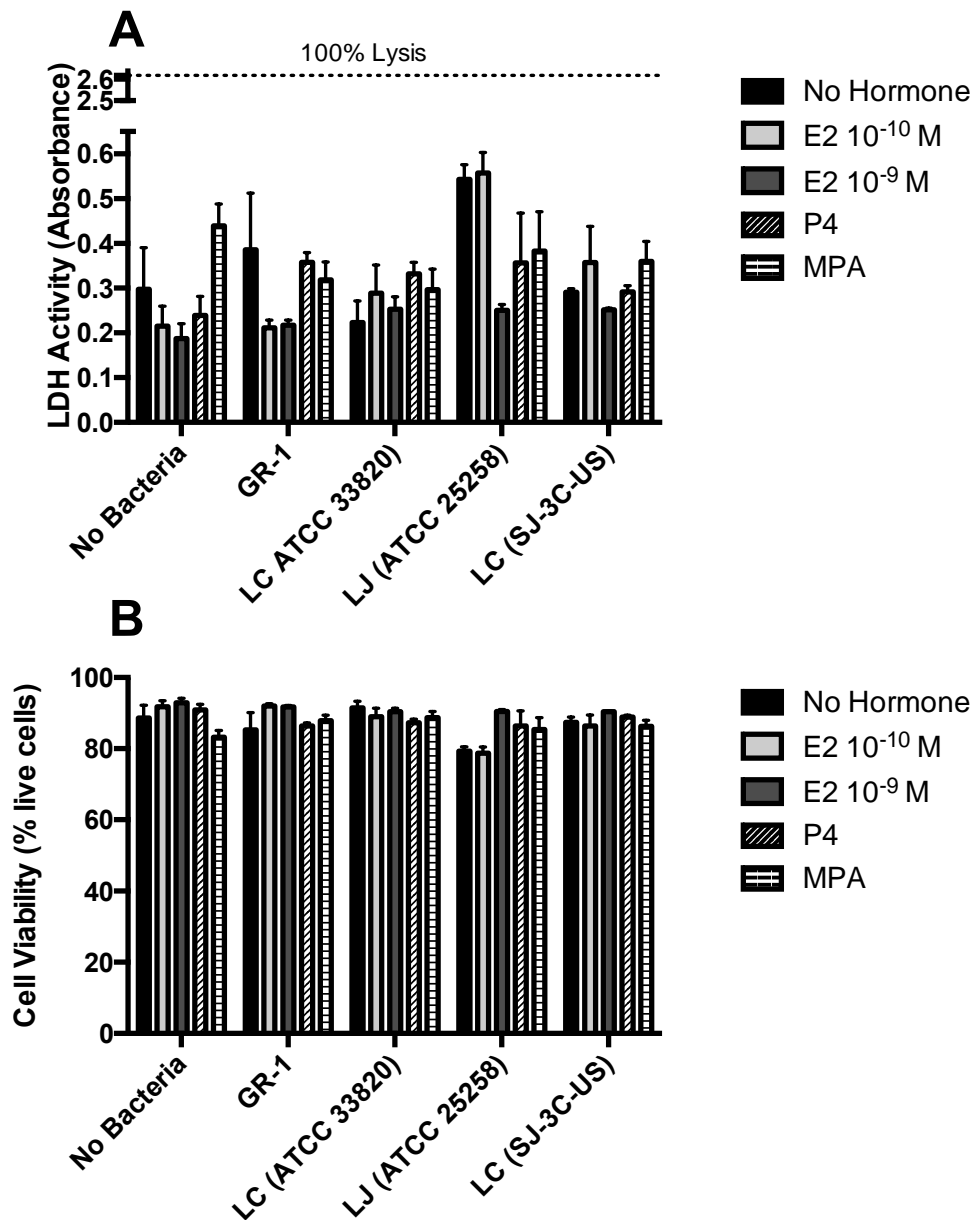 A
100% Lysis
LDH Activity (Absorbance)
2.6
2.5
0.6
0.5
0.4
0.3
0.2
0.1
0.0
No Bacteria
GR-1
LC ATCC 33820)
LJ (ATCC 25258)
LC (SJ-3C-US)
No Hormone
E2 10⁻¹⁰ M
E2 10⁻⁹ M
P4
MPA
B
Cell Viability (% live cells)
100
80
60
40
20
0
No Bacteria
GR-1
LC (ATCC 33820)
LJ (ATCC 25258)
LC (SJ-3C-US)
No Hormone
E2 10⁻¹⁰ M
E2 10⁻⁹ M
P4
MPA